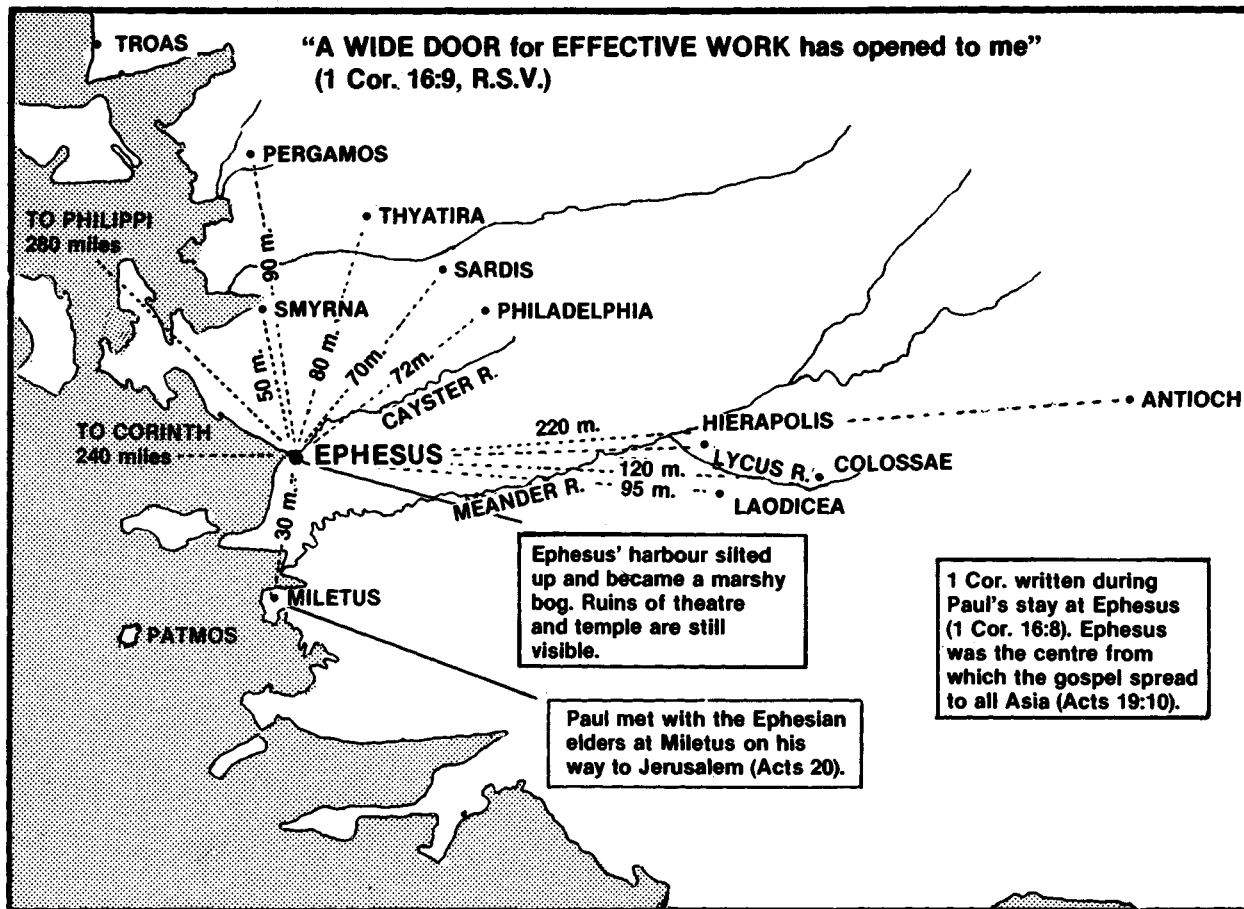 TROAS
"A WIDE DOOR for EFFECTIVE WORK has opened to me"
(1 Cor. 16:9, R.S.V.)
PERGAMOS
THYATIRA
TO PHILIPPI
280 miles
90 m.
SARDIS
SMYRNA
PHILADELPHIA
50 m.
80 m.
70m.
72m.
CAYSTER R.
ANTIOCH
TO CORINTH
240 miles
EPHESUS
220 m.
HIERAPOLIS
LYCUS R.
120 m.
COLOSSAE
95 m.
LAODICEA
MEANDER R.
30 m.
Ephesus' harbour silted
up and became a marshy
bog. Ruins of theatre
and temple are still
visible.
1 Cor. written during
Paul's stay at Ephesus
(1 Cor. 16:8). Ephesus
was the centre from
which the gospel spread
to all Asia (Acts 19:10).
MILETUS
PATMOS
Paul met with the Ephesian
elders at Miletus on his
way to Jerusalem (Acts 20).